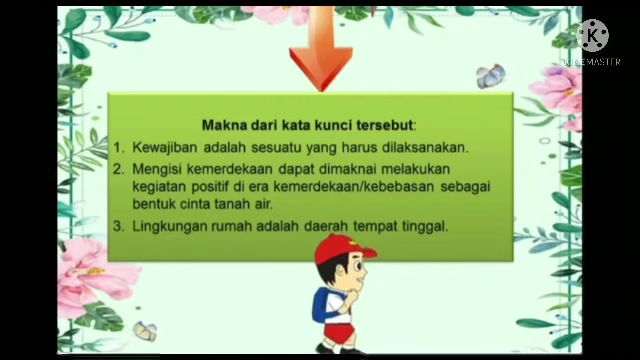 K
KINEMASTER
Makna dari kata kunci tersebut:
1. Kewajiban adalah sesuatu yang harus dilaksanakan.
2. Mengisi kemerdekaan dapat dimaknai melakukan
kegiatan positif di era kemerdekaan/kebebasan sebagai
bentuk cinta tanah air.
3. Lingkungan rumah adalah daerah tempat tinggal.